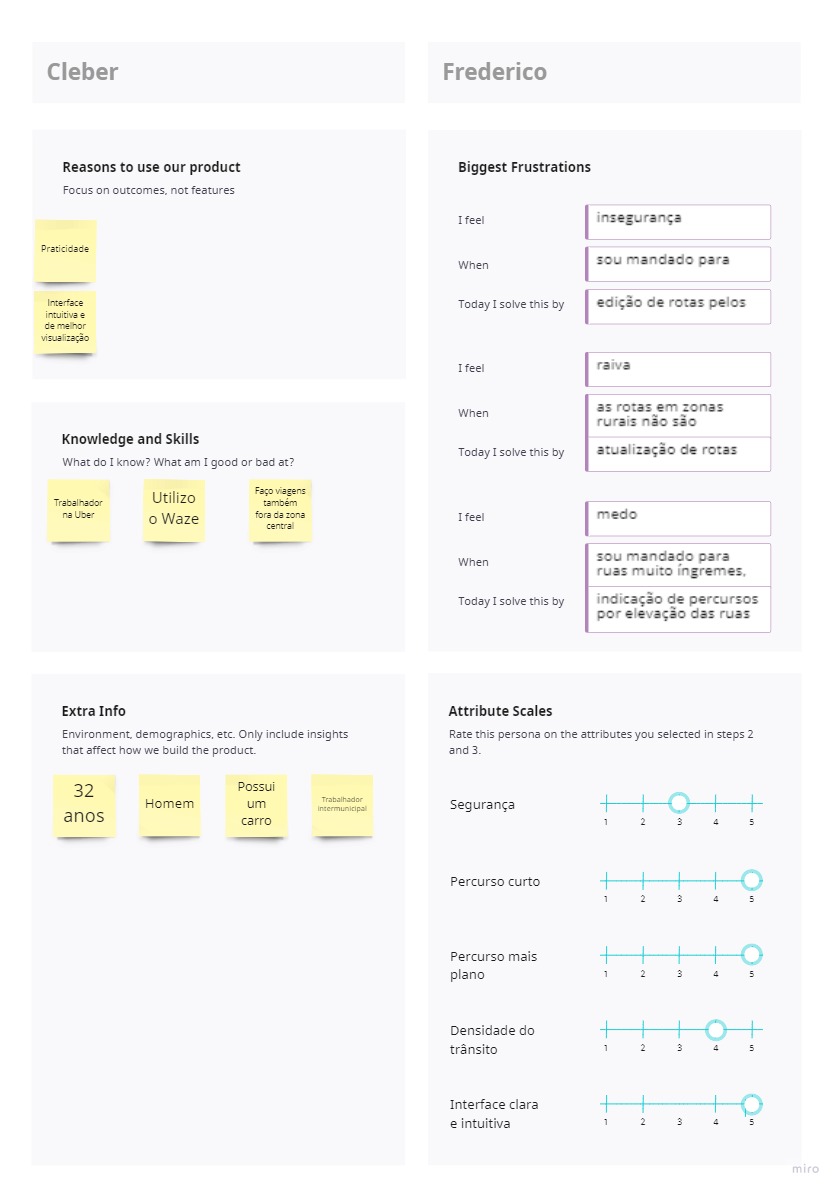 Cleber
Frederico
Reasons to use our product
Focus on outcomes, not features
Praticidade
Interface
intuitiva e
de melhor
visualização
Knowledge and Skills
What do I know? What am I good or bad at?
Trabalhador
na Uber
Utilizo
o Waze
Faço viagens
também
fora da zona
central
Biggest Frustrations
I feel
insegurança
When
sou mandado para
Today I solve this by
edição de rotas pelos
I feel
raiva
When
as rotas em zonas
rurais não são
Today I solve this by
atualização de rotas
I feel
medo
When
sou mandado para
ruas muito íngremes,
Today I solve this by
indicação de percursos
por elevação das ruas
Extra Info
Environment, demographics, etc. Only include insights
that affect how we build the product.
32
anos
Homem
Possui
um
carro
Trabalhador
intermunicipal
Attribute Scales
Rate this persona on the attributes you selected in steps 2
and 3.
Segurança
1 2 3 4 5
Percurso curto
1 2 3 4 5
Percurso mais
plano
1 2 3 4 5
Densidade do
trânsito
1 2 3 4 5
Interface clara
e intuitiva
1 2 3 4 5
miro